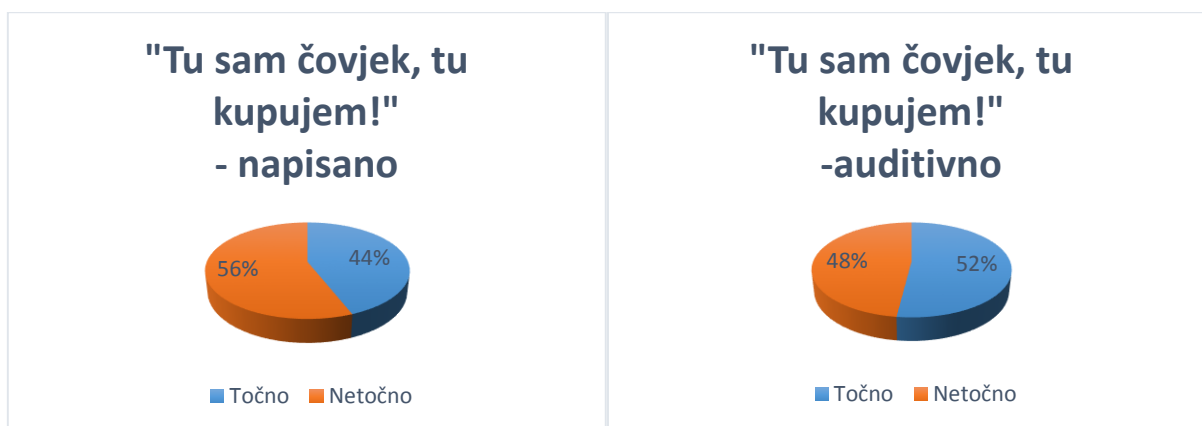 "Tu sam čovjek, tu
kupujem!"
- napisano
56%
44%
Točno
Netočno
"Tu sam čovjek, tu
kupujem!"
-auditivno
48%
52%
Točno
Netočno